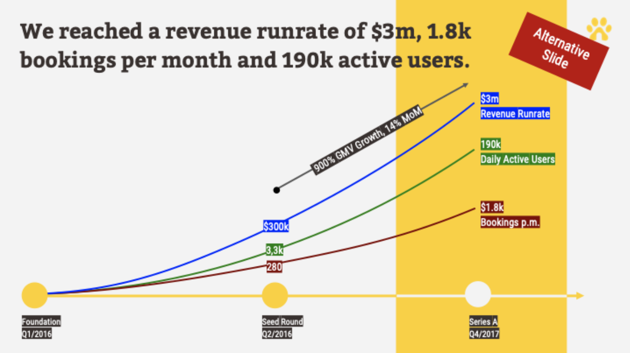 We reached a revenue runrate of $3m, 1.8k
bookings per month and 190k active users.
Alternative
Slide
900% GMV Growth, 14% MoM
$3m
Revenue Runrate
190k
Daily Active Users
$1.8k
Bookings p.m.
$300k
3,3k
280
Foundation
Q1/2016
Seed Round
Q2/2016
Series A
Q4/2017